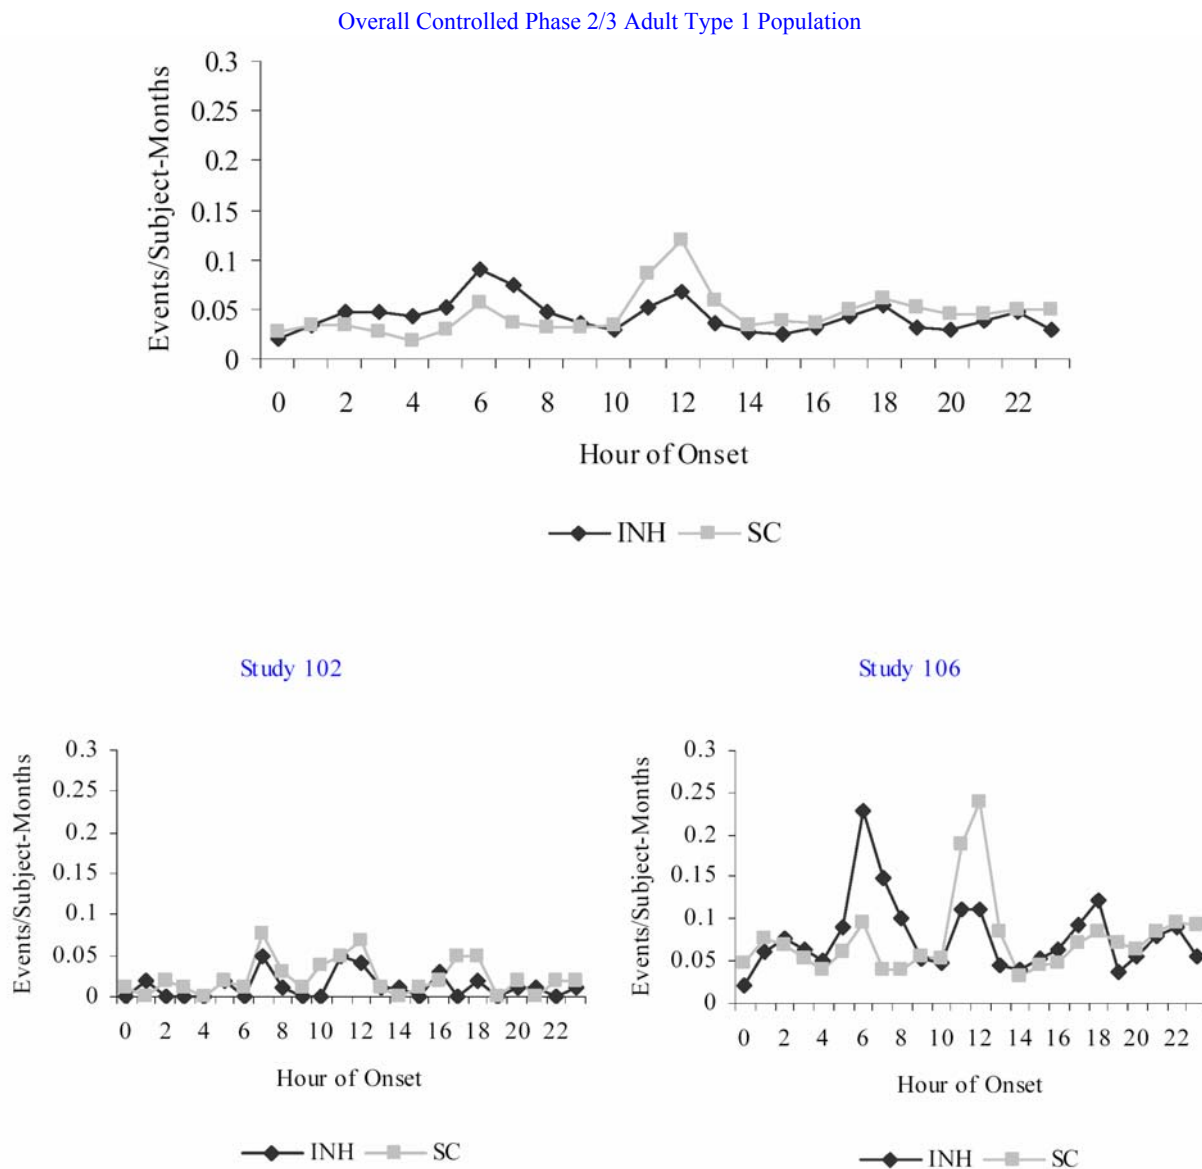 Overall Controlled Phase 2/3 Adult Type 1 Population
Events/Subject-Months
0.3
0.25
0.2
0.15
0.1
0.05
0
0 2 4 6 8 10 12 14 16 18 20 22
Hour of Onset
INH SC
Study 102
Events/Subject-Months
0.3
0.25
0.2
0.15
0.1
0.05
0
0 2 4 6 8 10 12 14 16 18 20 22
Hour of Onset
INH SC
Study 106
Events/Subject-Months
0.3
0.25
0.2
0.15
0.1
0.05
0
0 2 4 6 8 10 12 14 16 18 20 22
Hour of Onset
INH SC